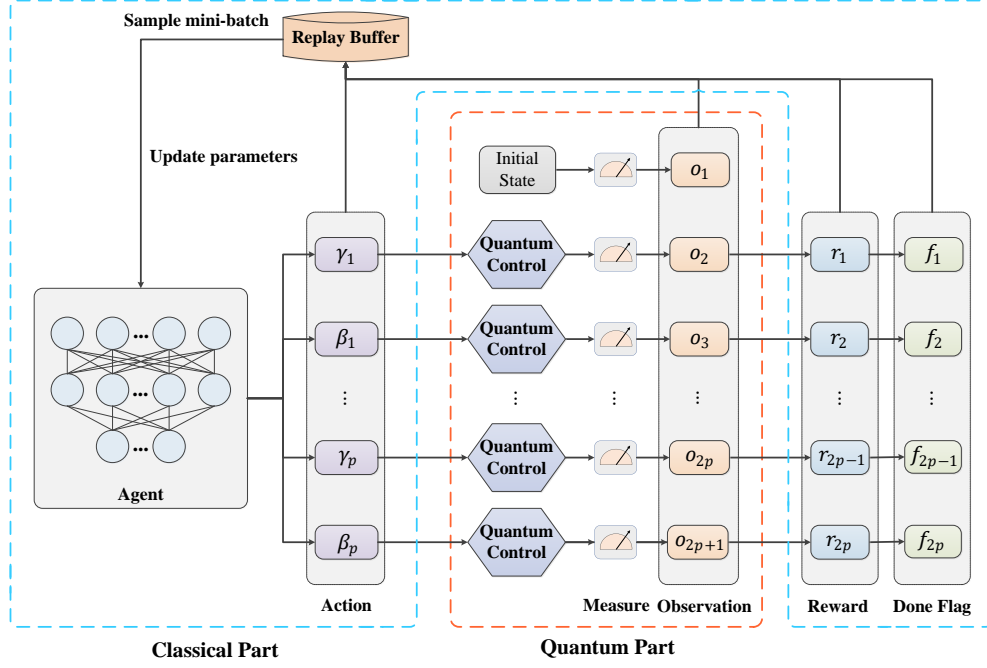 Sample mini-batch
Replay Buffer
Update parameters
Initial
State
o₁
γ₁
Quantum
Control
o₂
r₁
f₁
β₁
Quantum
Control
o₃
r₂
f₂
...
...
⋮
⋮
⋮
⋮
⋮
⋮
...
...
γₚ
Quantum
Control
o₂ₚ
r₂ₚ₋₁
f₂ₚ₋₁
...
Agent
βₚ
Quantum
Control
o₂ₚ₊₁
r₂ₚ
f₂ₚ
Action
Measure
Observation
Reward
Done Flag
Classical Part
Quantum Part